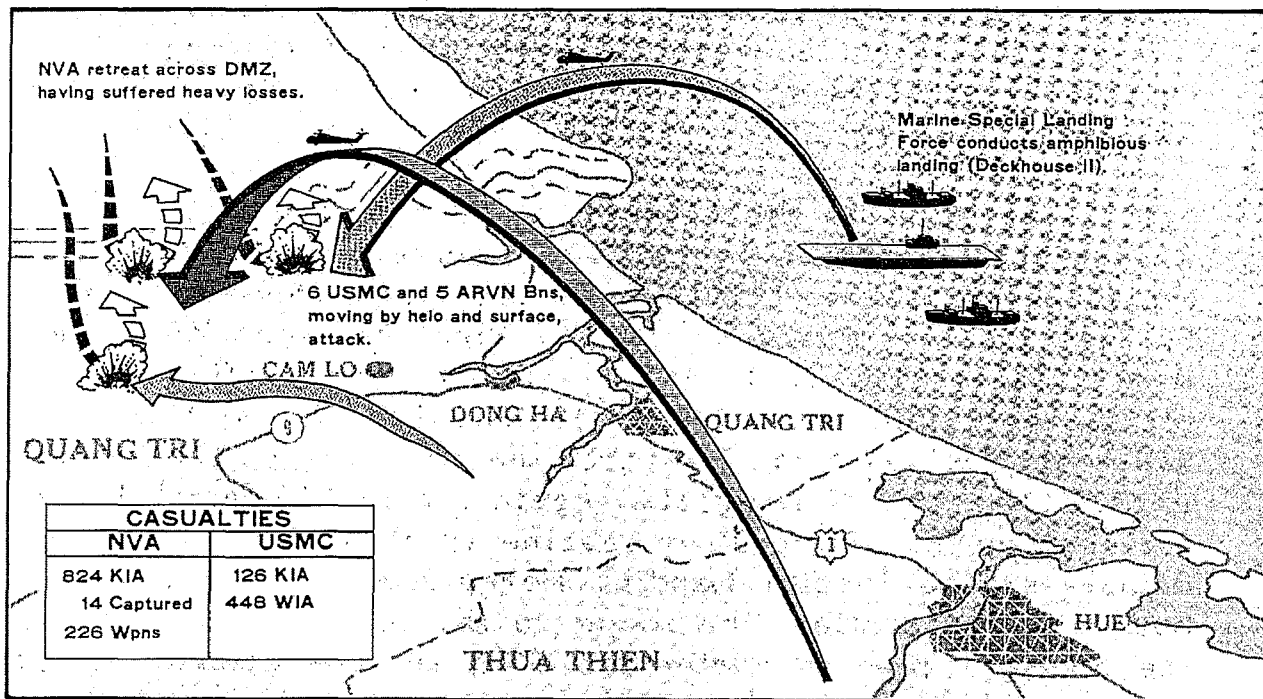 NVA retreat across DMZ,
having suffered heavy losses.
Marine Special Landing
Force conducts amphibious
landing (Deckhouse II).
6 USMC and 5 ARVN Bns,
moving by helo and surface,
attack.
CAM LO
9
DONG HA
QUANG TRI
QUANG TRI
1
HUE
THUA THIEN
CASUALTIES
NVA USMC
824 KIA 126 KIA
14 Captured 448 WIA
226 Wpns